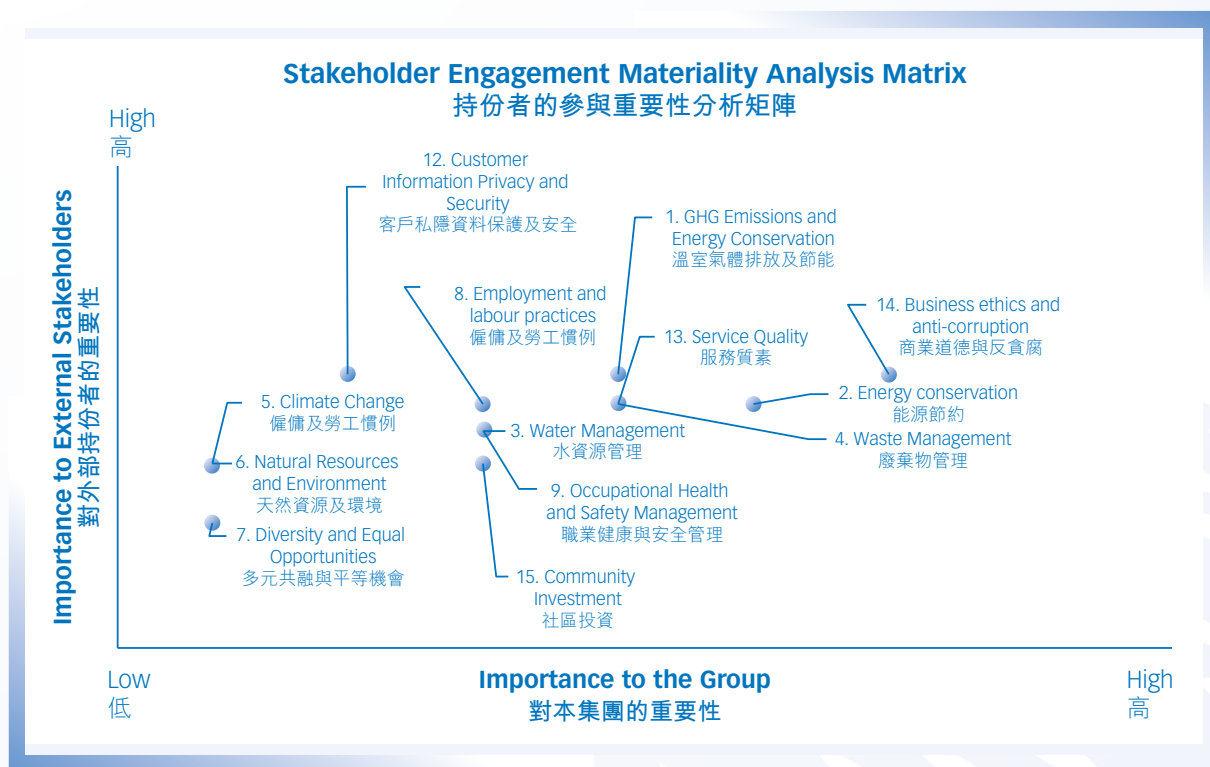 Stakeholder Engagement Materiality Analysis Matrix
持份者的參與重要性分析矩陣
High
高
Importance to External Stakeholders
對外部持份者的重要性
12. Customer
Information Privacy and
Security
客戶私隱資料保護及安全
1. GHG Emissions and
Energy Conservation
溫室氣體排放及節能
8. Employment and
labour practices
僱傭及勞工慣例
14. Business ethics and
anti-corruption
商業道德與反貪腐
13. Service Quality
服務質素
5. Climate Change
僱傭及勞工慣例
2. Energy conservation
能源節約
3. Water Management
水資源管理
4. Waste Management
廢棄物管理
6. Natural Resources
and Environment
天然資源及環境
9. Occupational Health
and Safety Management
職業健康與安全管理
7. Diversity and Equal
Opportunities
多元共融與平等機會
15. Community
Investment
社區投資
Low
低
Importance to the Group
對本集團的重要性
High
高